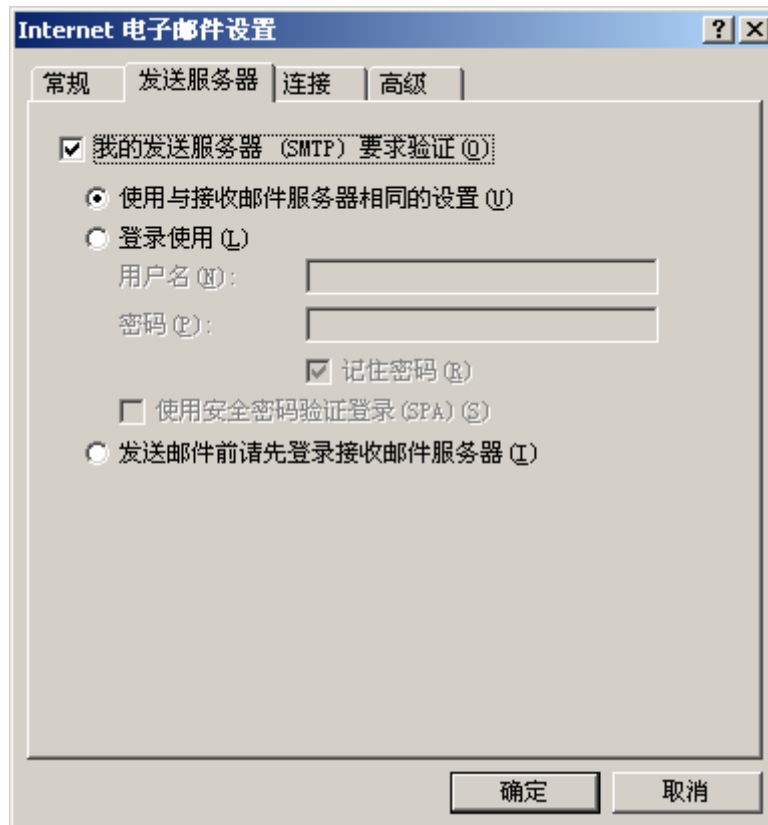 Internet 电子邮件设置
常规 发送服务器 连接 高级
我的发送服务器 (SMTP) 要求验证(O)
使用与接收邮件服务器相同的设置(U)
登录使用(L)
用户名(N):
密码(P):
记住密码(R)
使用安全密码验证登录(SPA)(S)
发送邮件前请先登录接收邮件服务器(I)
确定 取消